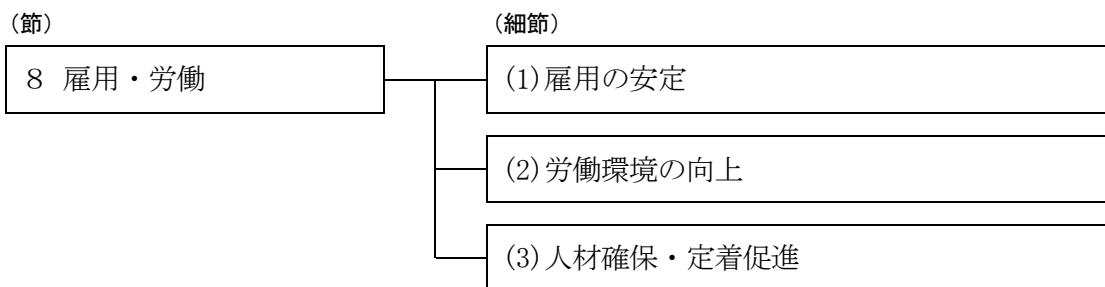 （節）
（細節）
８ 雇用・労働
(1)雇用の安定
(2)労働環境の向上
(3)人材確保・定着促進